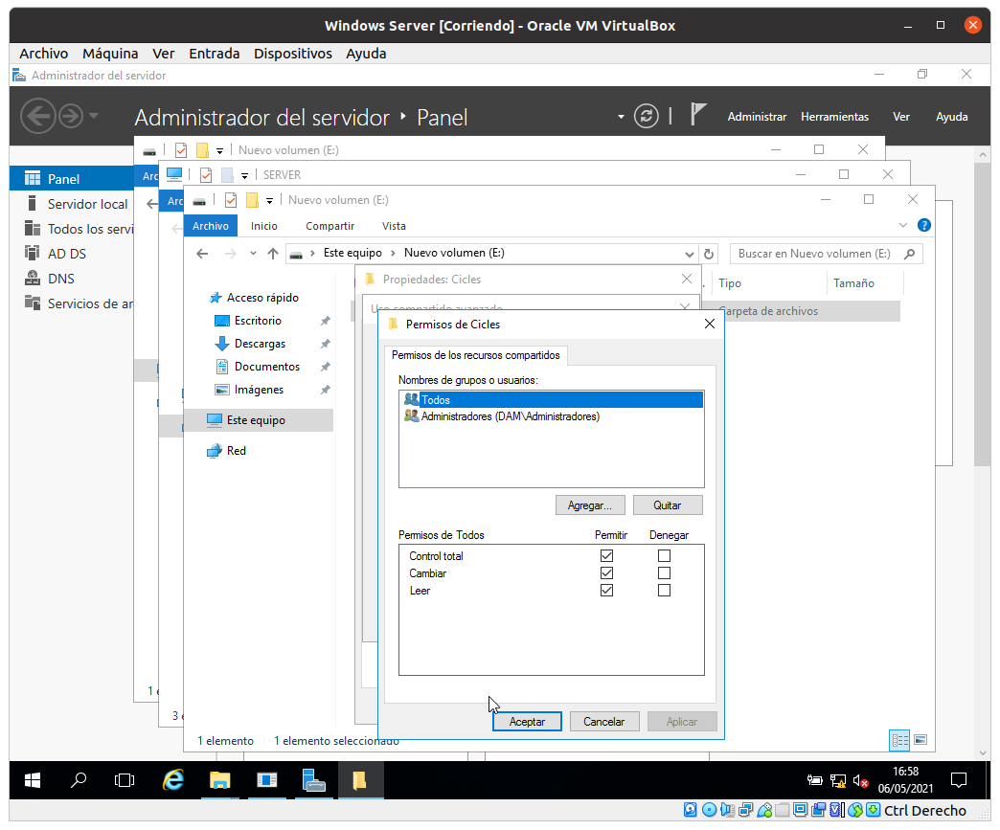 Windows Server [Corriendo] - Oracle VM VirtualBox
Archivo Máquina Ver Entrada Dispositivos Ayuda
Administrador del servidor
Administrador del servidor Panel
Administrar Herramientas Ver Ayuda
Nuevo volumen (E:)
SERVER
Nuevo volumen (E:)
Panel
Servidor local
Todos los servi
AD DS
DNS
Servicios de ar
Arc
Arc
Archivo Inicio Compartir Vista
Este equipo Nuevo volumen (E:)
Buscar en Nuevo volumen (E:)
Acceso rápido
Escritorio
Descargas
Documentos
Imágenes
Este equipo
Red
Tipo Tamaño
Carpeta de archivos
Propiedades: Cicles
Uso compartido avanzado
Permisos de Cicles
Permisos de los recursos compartidos
Nombres de grupos o usuarios:
Todos
Administradores (DAM\Administradores)
Agregar... Quitar
Permisos de Todos Permitir Denegar
Control total
Cambiar
Leer
Aceptar Cancelar Aplicar
1 e
3 e
1 elemento 1 elemento seleccionado
16:58
06/05/2021
Ctrl Derecho